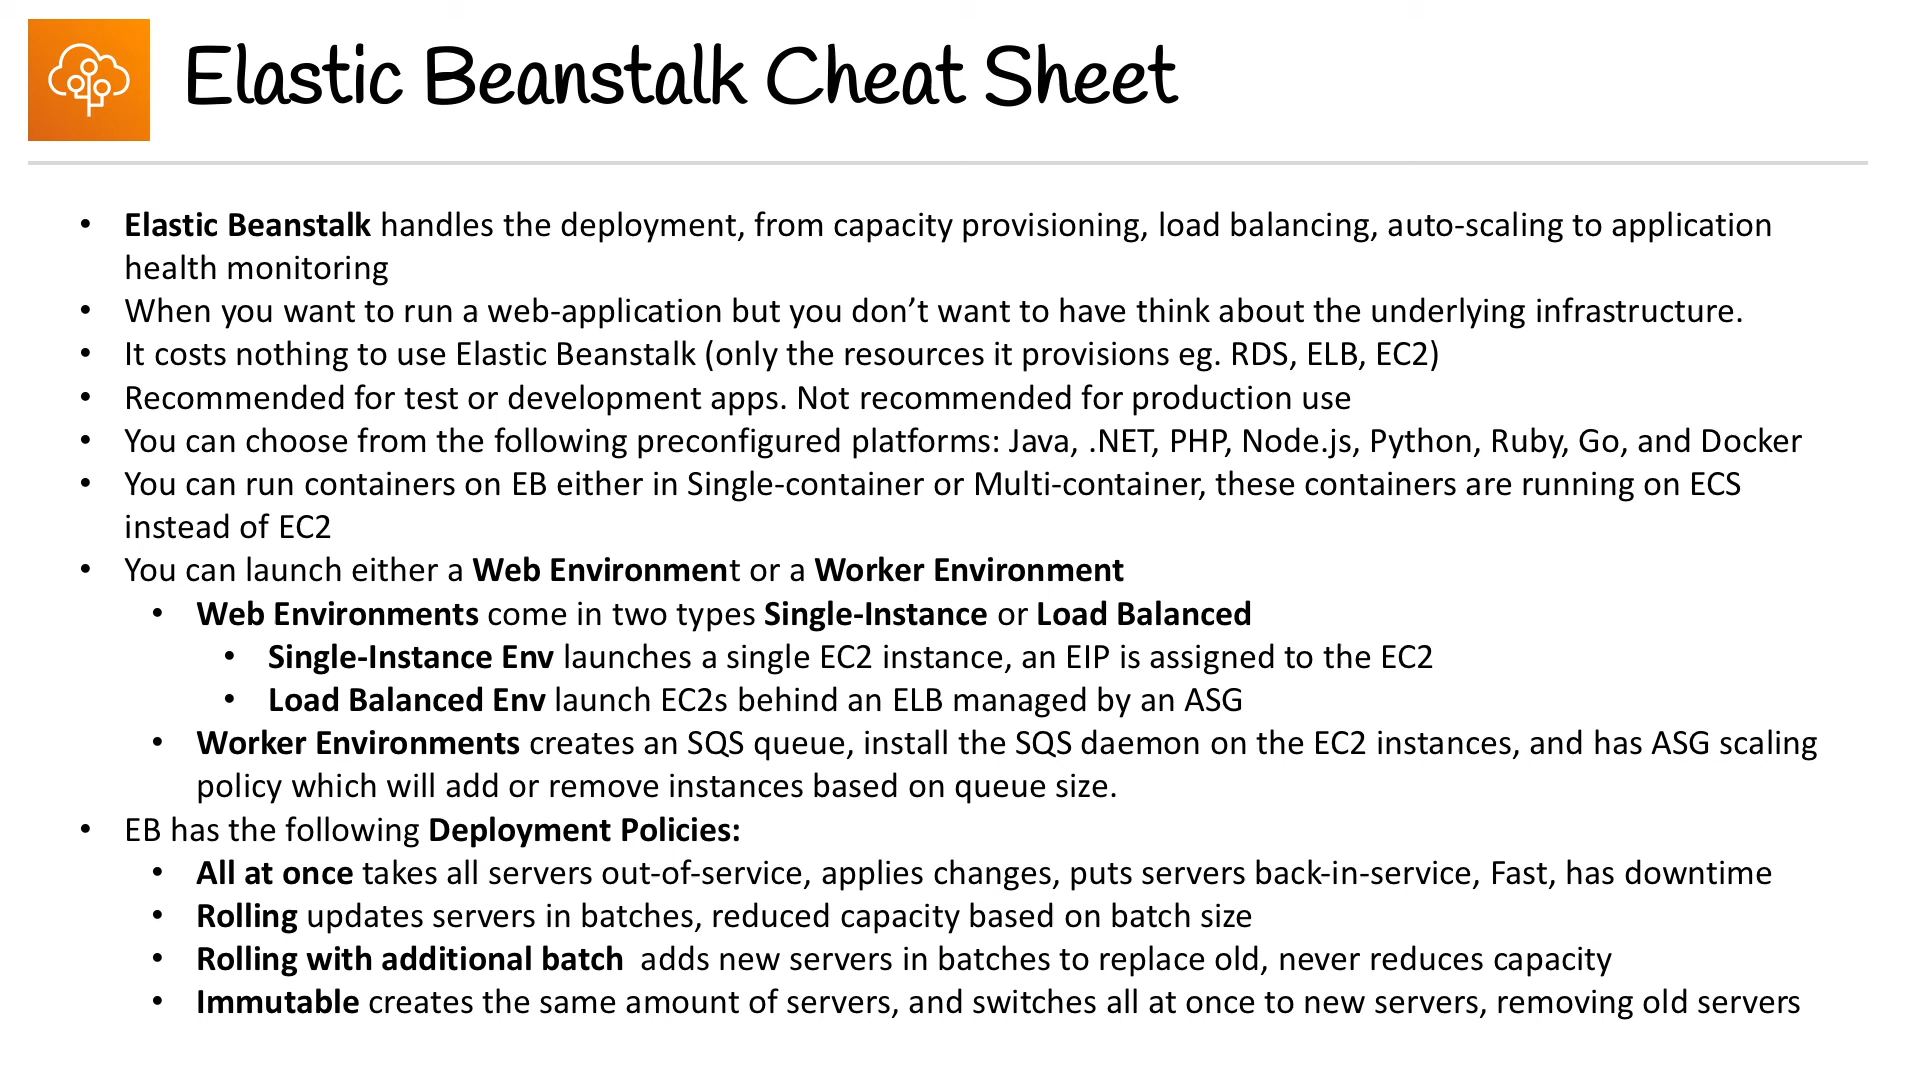 Elastic Beanstalk Cheat Sheet
• Elastic Beanstalk handles the deployment, from capacity provisioning, load balancing, auto-scaling to application
health monitoring
• When you want to run a web-application but you don’t want to have think about the underlying infrastructure.
• It costs nothing to use Elastic Beanstalk (only the resources it provisions eg. RDS, ELB, EC2)
• Recommended for test or development apps. Not recommended for production use
• You can choose from the following preconfigured platforms: Java, .NET, PHP, Node.js, Python, Ruby, Go, and Docker
• You can run containers on EB either in Single-container or Multi-container, these containers are running on ECS
instead of EC2
• You can launch either a Web Environment or a Worker Environment
• Web Environments come in two types Single-Instance or Load Balanced
• Single-Instance Env launches a single EC2 instance, an EIP is assigned to the EC2
• Load Balanced Env launch EC2s behind an ELB managed by an ASG
• Worker Environments creates an SQS queue, install the SQS daemon on the EC2 instances, and has ASG scaling
policy which will add or remove instances based on queue size.
• EB has the following Deployment Policies:
• All at once takes all servers out-of-service, applies changes, puts servers back-in-service, Fast, has downtime
• Rolling updates servers in batches, reduced capacity based on batch size
• Rolling with additional batch  adds new servers in batches to replace old, never reduces capacity
• Immutable creates the same amount of servers, and switches all at once to new servers, removing old servers